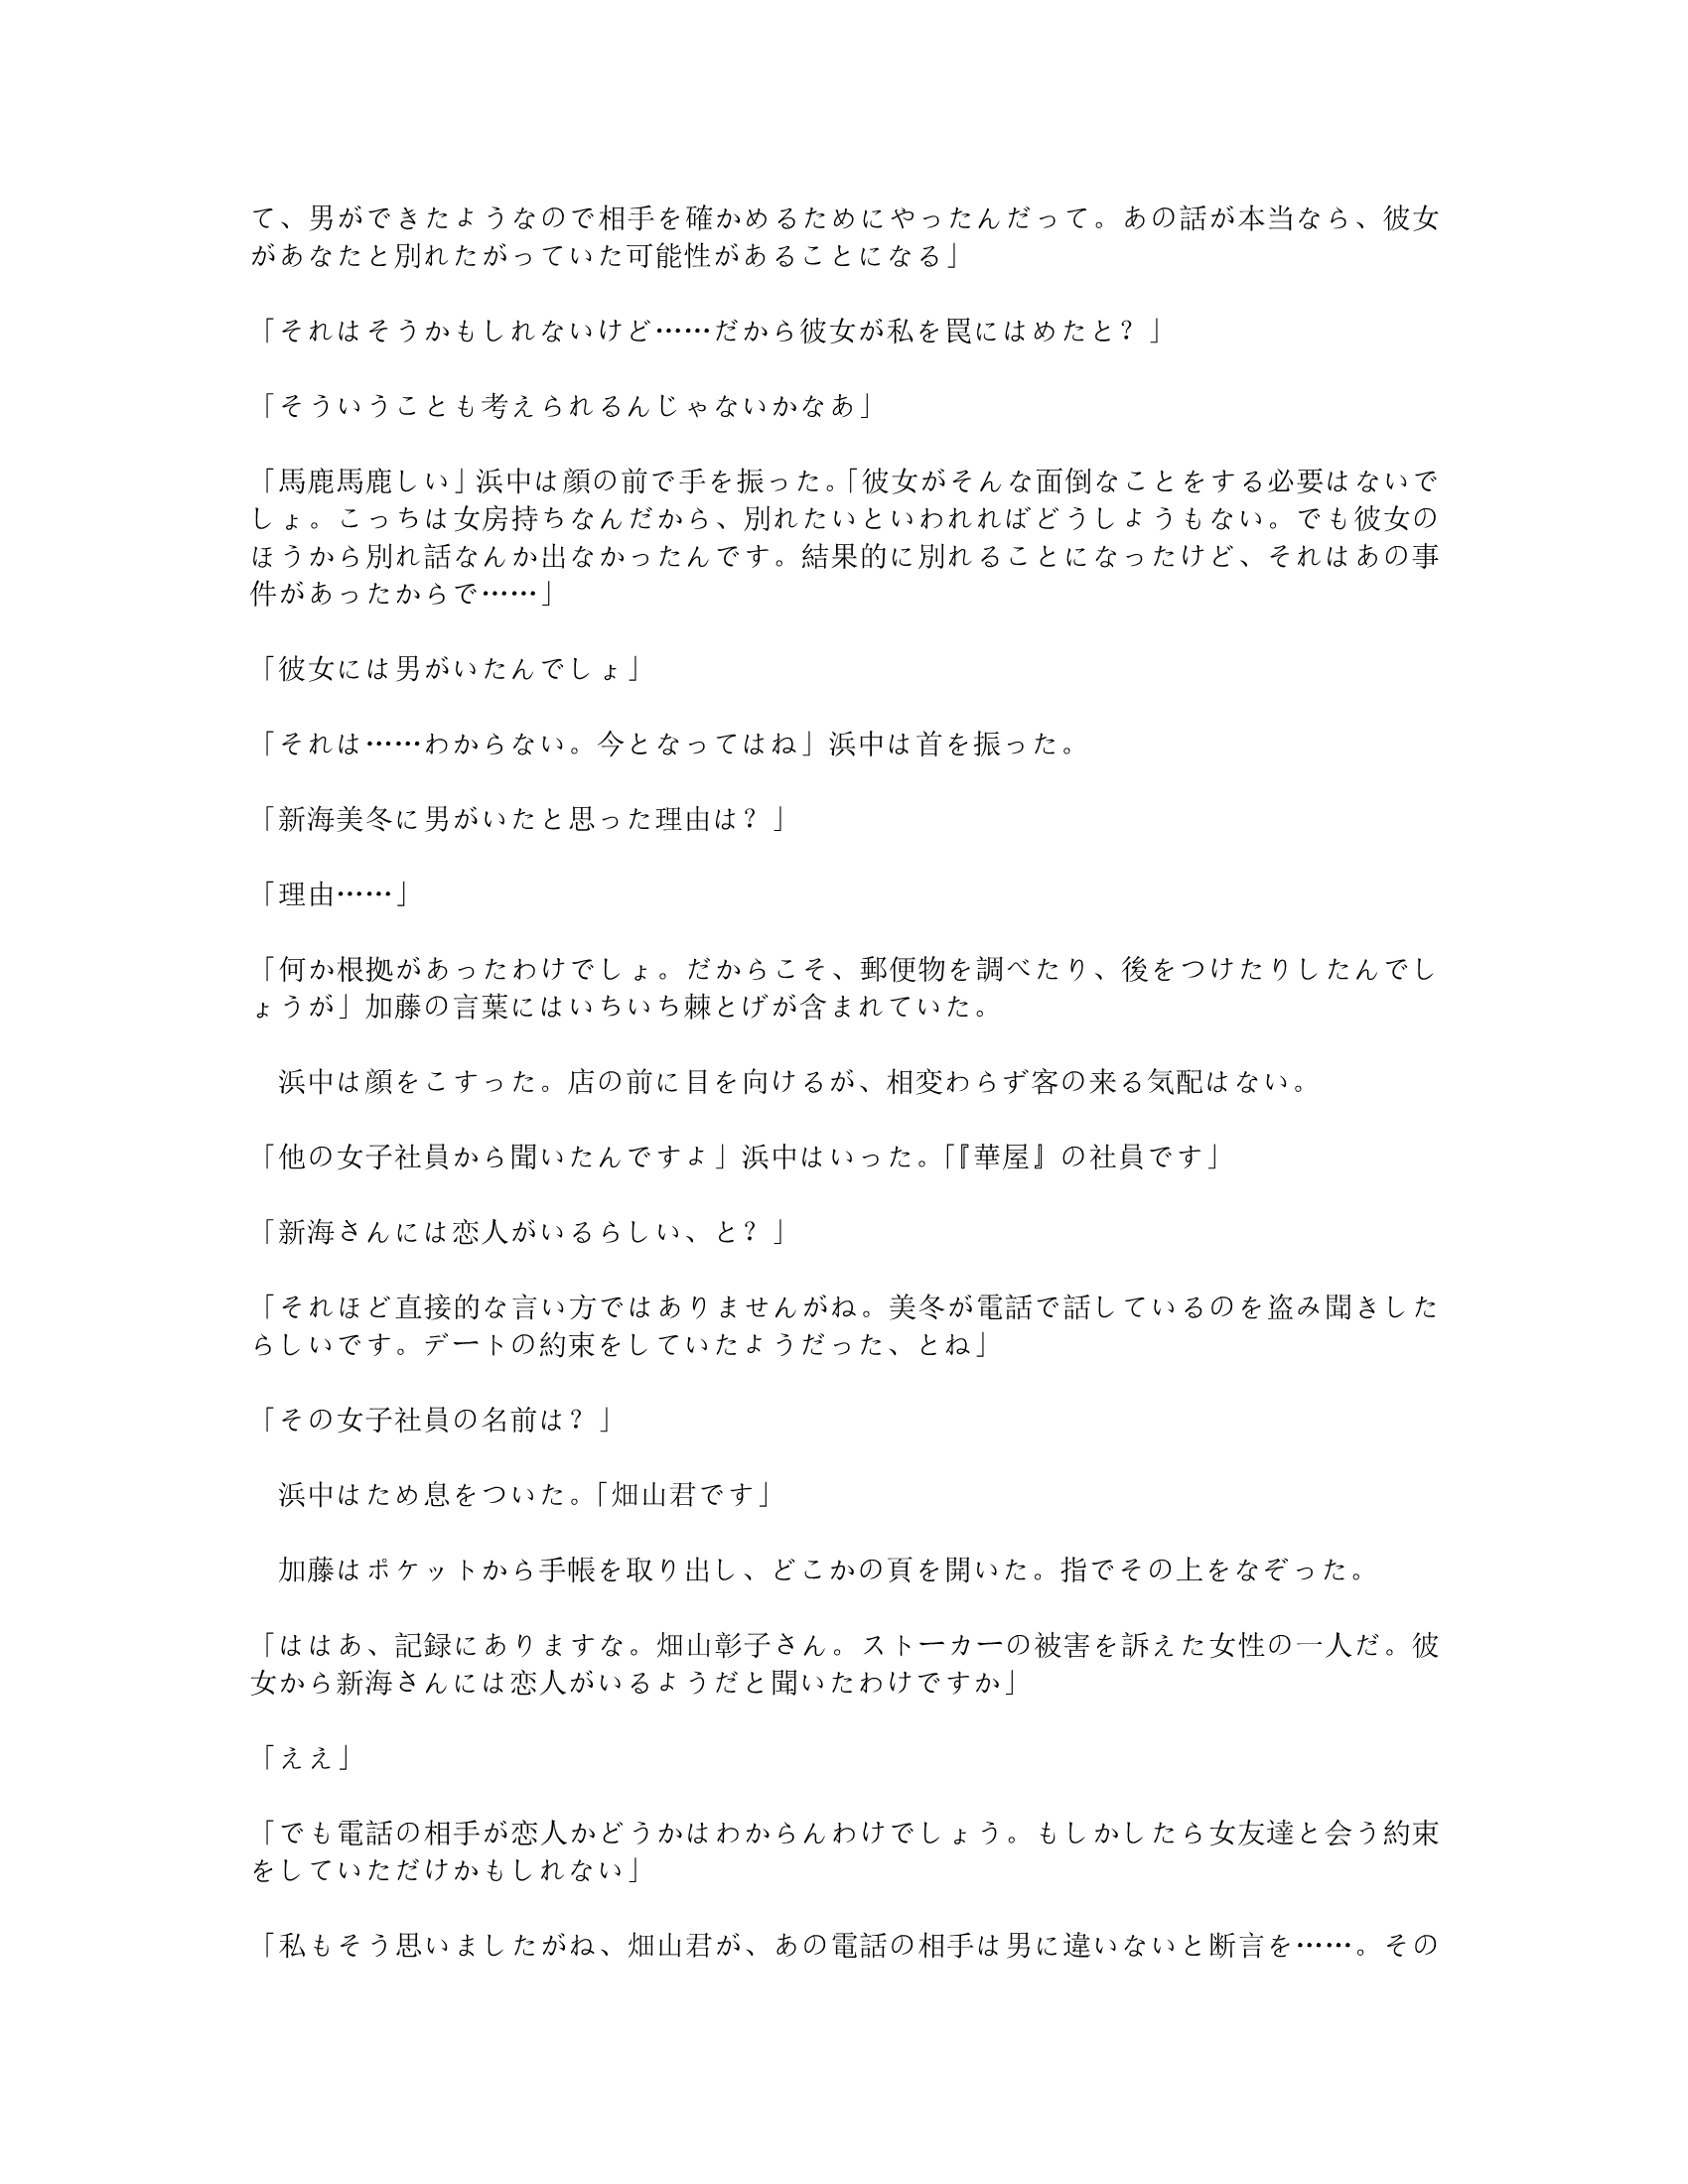 て、男ができたようなので相手を確かめるためにやったんだって。あの話が本当なら、彼女
があなたと別れたがっていた可能性があることになる」
「それはそうかもしれないけど……だから彼女が私を罠にはめたと？」
「そういうことも考えられるんじゃないかなあ」
「馬鹿馬鹿しい」浜中は顔の前で手を振った。「彼女がそんな面倒なことをする必要はないで
しょ。こっちは女房持ちなんだから、別れたいといわれればどうしようもない。でも彼女の
ほうから別れ話なんか出なかったんです。結果的に別れることになったけど、それはあの事
件があったからで……」
「彼女には男がいたんでしょ」
「それは……わからない。今となってはね」浜中は首を振った。
「新海美冬に男がいたと思った理由は？」
「理由……」
「何か根拠があったわけでしょ。だからこそ、郵便物を調べたり、後をつけたりしたんでし
ょうが」加藤の言葉にはいちいち棘とげが含まれていた。
　浜中は顔をこすった。店の前に目を向けるが、相変わらず客の来る気配はない。
「他の女子社員から聞いたんですよ」浜中はいった。「『華屋』の社員です」
「新海さんには恋人がいるらしい、と？」
「それほど直接的な言い方ではありませんがね。美冬が電話で話しているのを盗み聞きした
らしいです。デートの約束をしていたようだった、とね」
「その女子社員の名前は？」
　浜中はため息をついた。「畑山君です」
　加藤はポケットから手帳を取り出し、どこかの頁を開いた。指でその上をなぞった。
「ははあ、記録にありますな。畑山彰子さん。ストーカーの被害を訴えた女性の一人だ。彼
女から新海さんには恋人がいるようだと聞いたわけですか」
「ええ」
「でも電話の相手が恋人かどうかはわからんわけでしょう。もしかしたら女友達と会う約束
をしていただけかもしれない」
「私もそう思いましたがね、畑山君が、あの電話の相手は男に違いないと断言を……。その